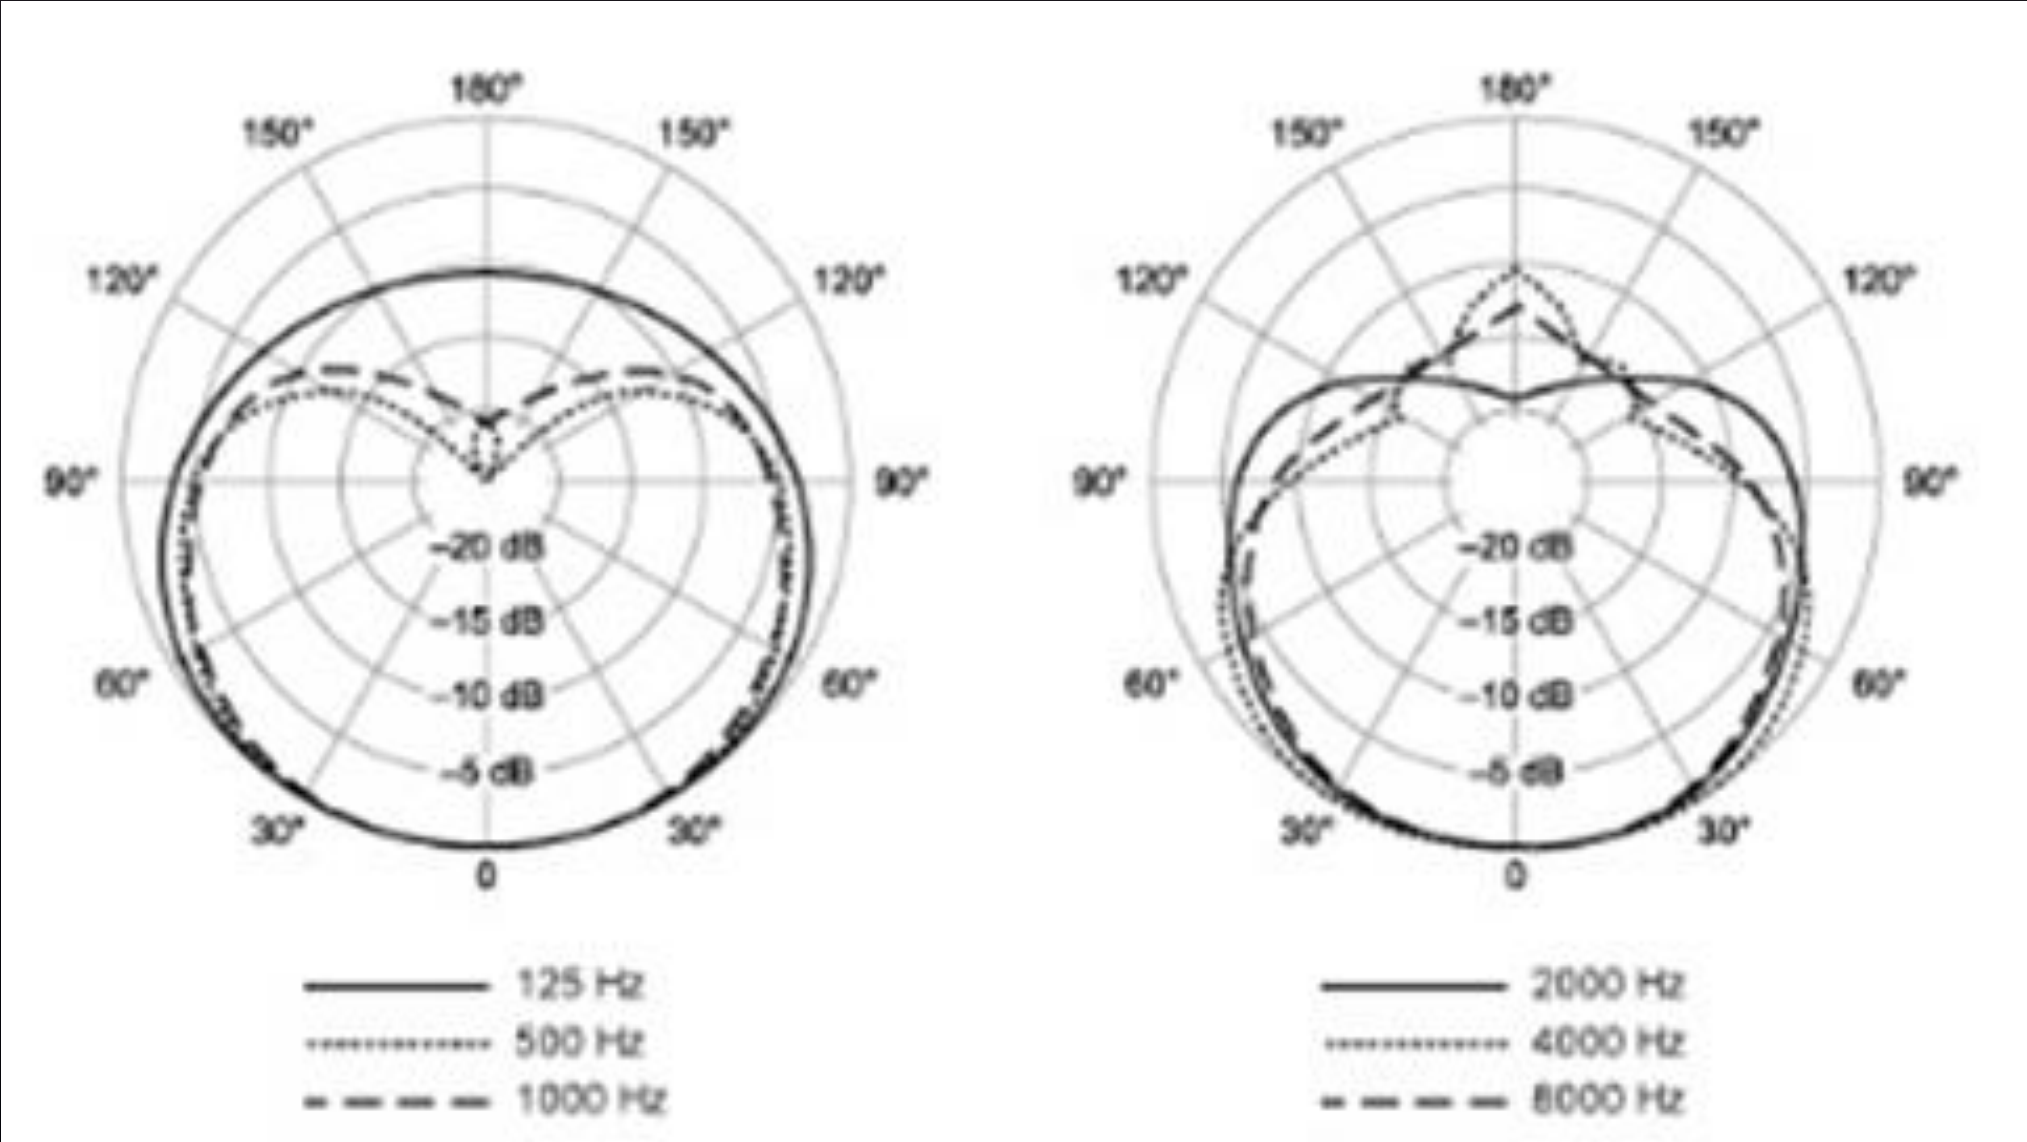 180°
150° 150°
120° 120°
90° 90°
-20 dB
-15 dB
60° 60°
-10 dB
-5 dB
30° 30°
0
125 Hz
500 Hz
1000 Hz
180°
150° 150°
120° 120°
90° 90°
-20 dB
-15 dB
60° 60°
-10 dB
-5 dB
30° 30°
0
2000 Hz
4000 Hz
8000 Hz